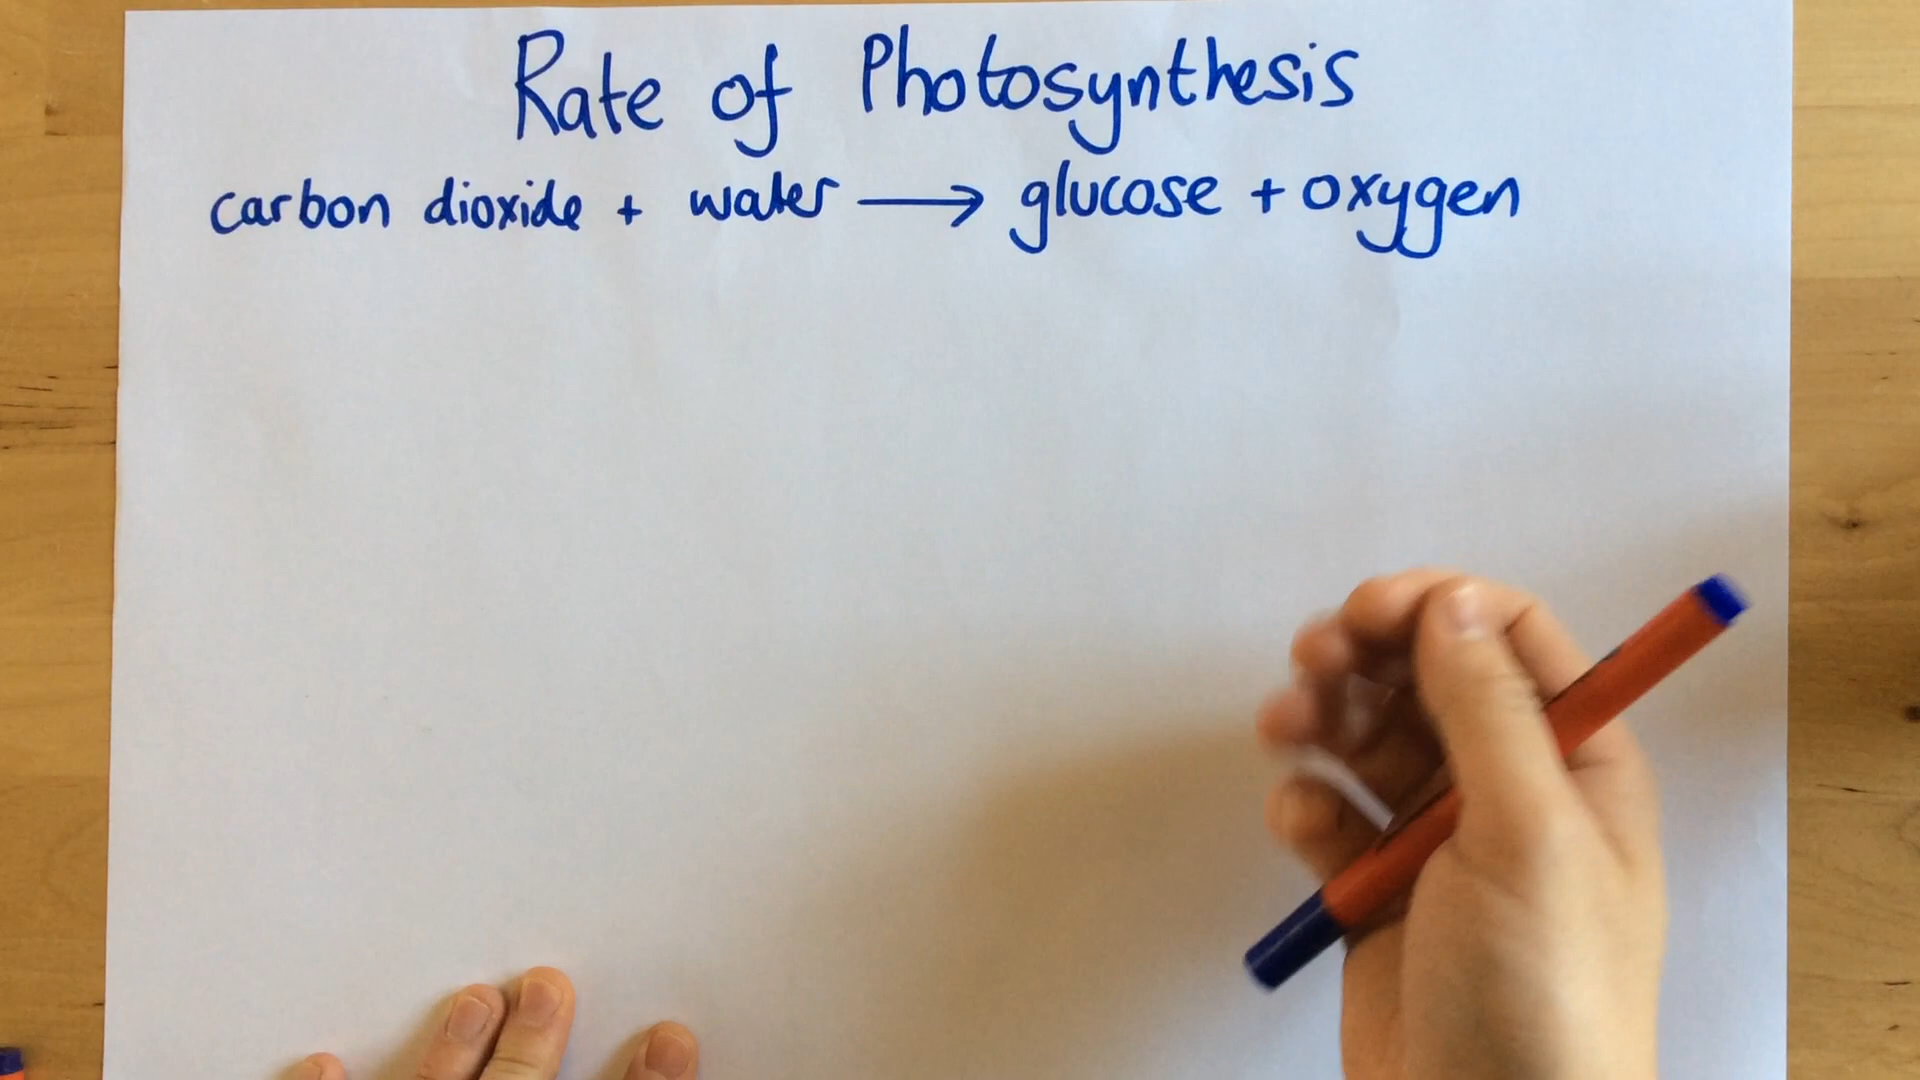 Rate of Photosynthesis
carbon dioxide + water ⟶ glucose + oxygen